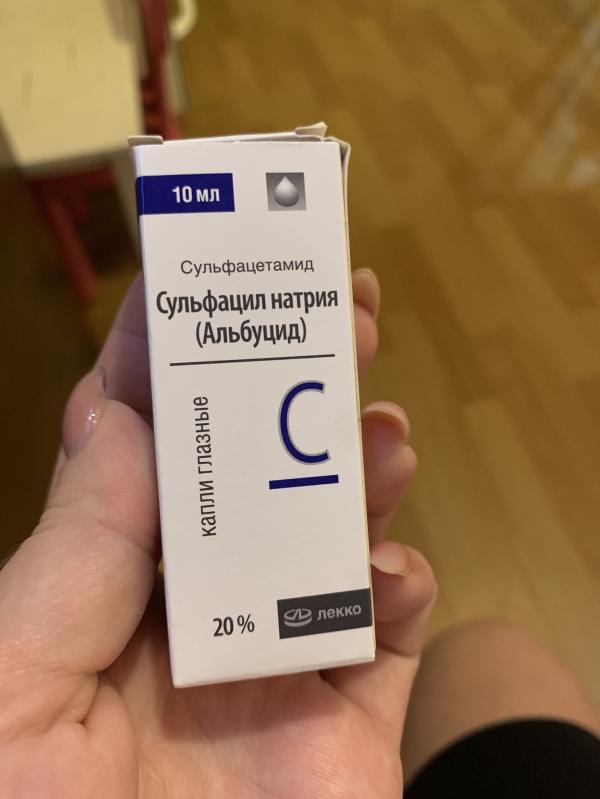 10 мл
Сульфацетамид
Сульфацил натрия
(Альбуцид)
капли глазные
С
20 %
лекко